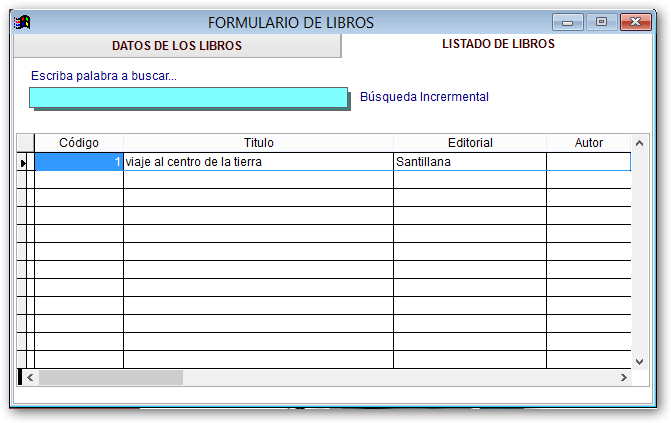 FORMULARIO DE LIBROS
DATOS DE LOS LIBROS
LISTADO DE LIBROS
Escriba palabra a buscar...
Búsqueda Incrermental
Código Titulo Editorial Autor
1 viaje al centro de la tierra Santillana